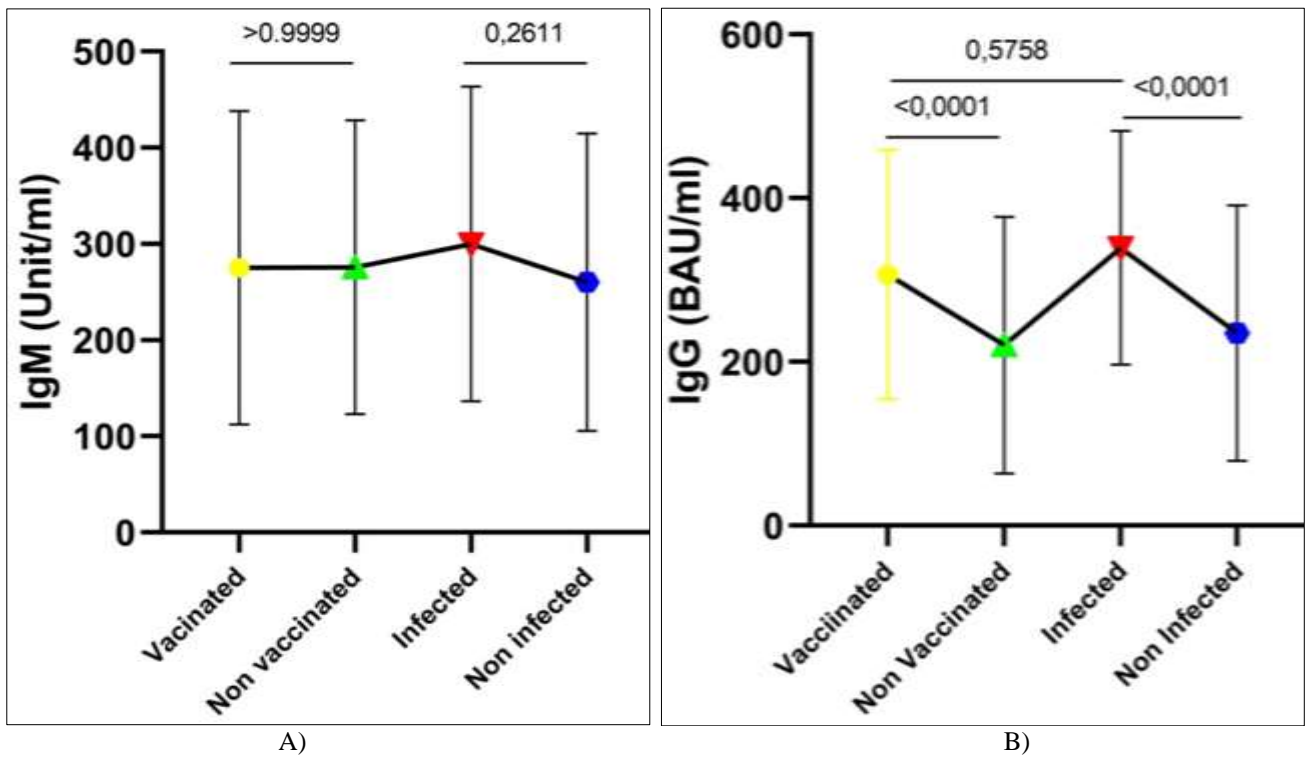 >0.9999
0,2611
500
400
300
200
100
0
IgM (Unit/ml)
Vacinated
Non vaccinated
Infected
Non infected
A)
0,5758
<0,0001
<0,0001
600
400
200
0
IgG (BAU/ml)
Vacciinated
Non Vaccinated
Infected
Non Infected
B)